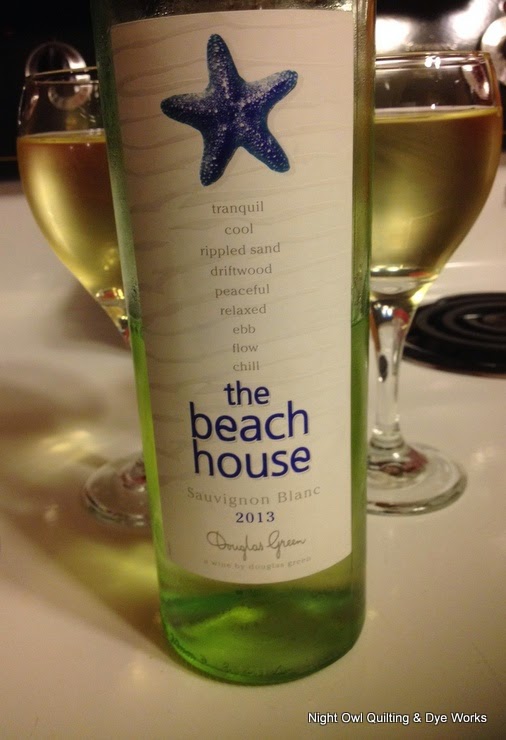 tranquil
cool
rippled sand
driftwood
peaceful
relaxed
ebb
flow
chill
the
beach
house
Sauvignon Blanc
2013
Douglas Green
a wine by douglas green
Night Owl Quilting & Dye Works